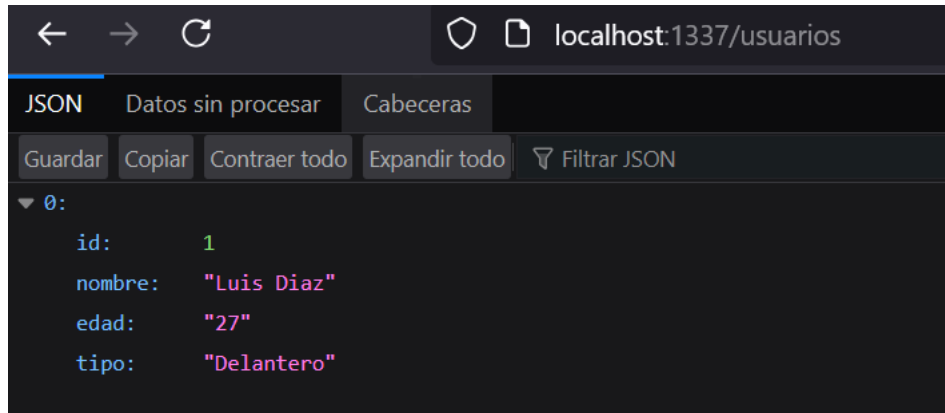 localhost:1337/usuarios
JSON Datos sin procesar Cabeceras
Guardar Copiar Contraer todo Expandir todo Filtrar JSON
0:
id: 1
nombre: "Luis Diaz"
edad: "27"
tipo: "Delantero"